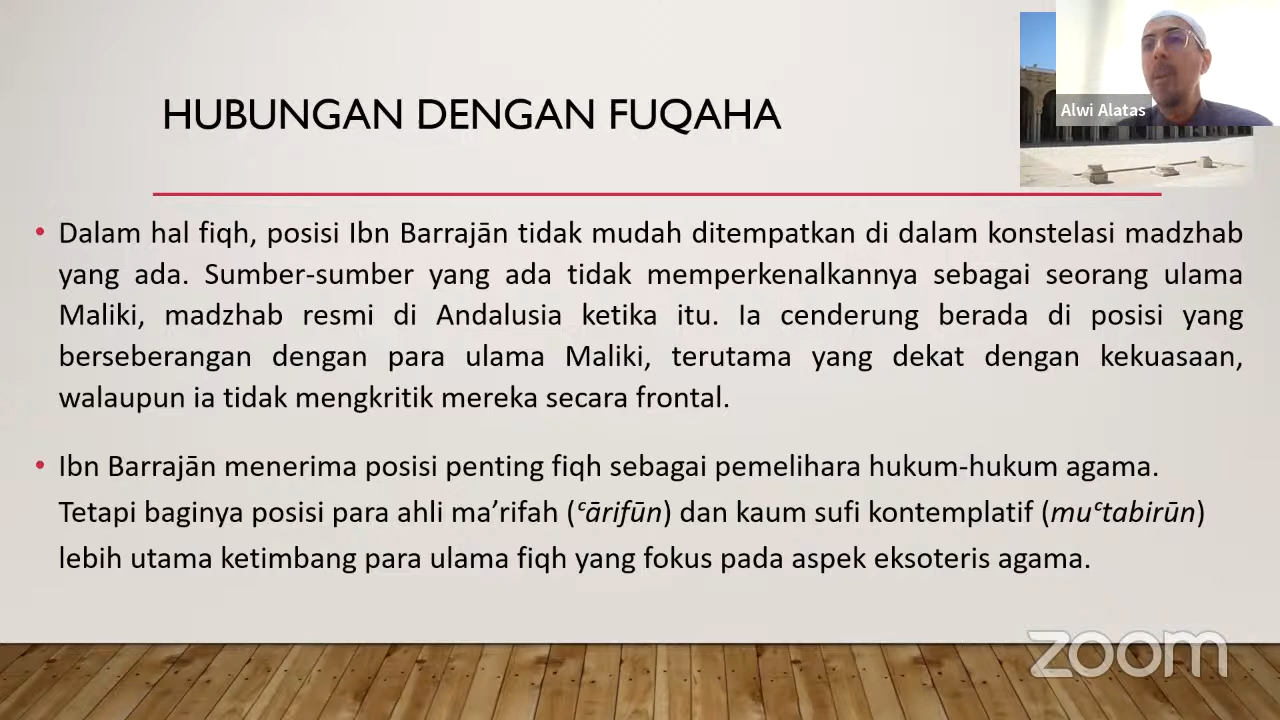 HUBUNGAN DENGAN FUQAHA
Alwi Alatas
• Dalam hal fiqh, posisi Ibn Barrajān tidak mudah ditempatkan di dalam konstelasi madzhab
yang ada. Sumber-sumber yang ada tidak memperkenalkannya sebagai seorang ulama
Maliki, madzhab resmi di Andalusia ketika itu. Ia cenderung berada di posisi yang
berseberangan dengan para ulama Maliki, terutama yang dekat dengan kekuasaan,
walaupun ia tidak mengkritik mereka secara frontal.
• Ibn Barrajān menerima posisi penting fiqh sebagai pemelihara hukum-hukum agama.
Tetapi baginya posisi para ahli ma’rifah (ʿārifūn) dan kaum sufi kontemplatif (muʿtabirūn)
lebih utama ketimbang para ulama fiqh yang fokus pada aspek eksoteris agama.
zoom